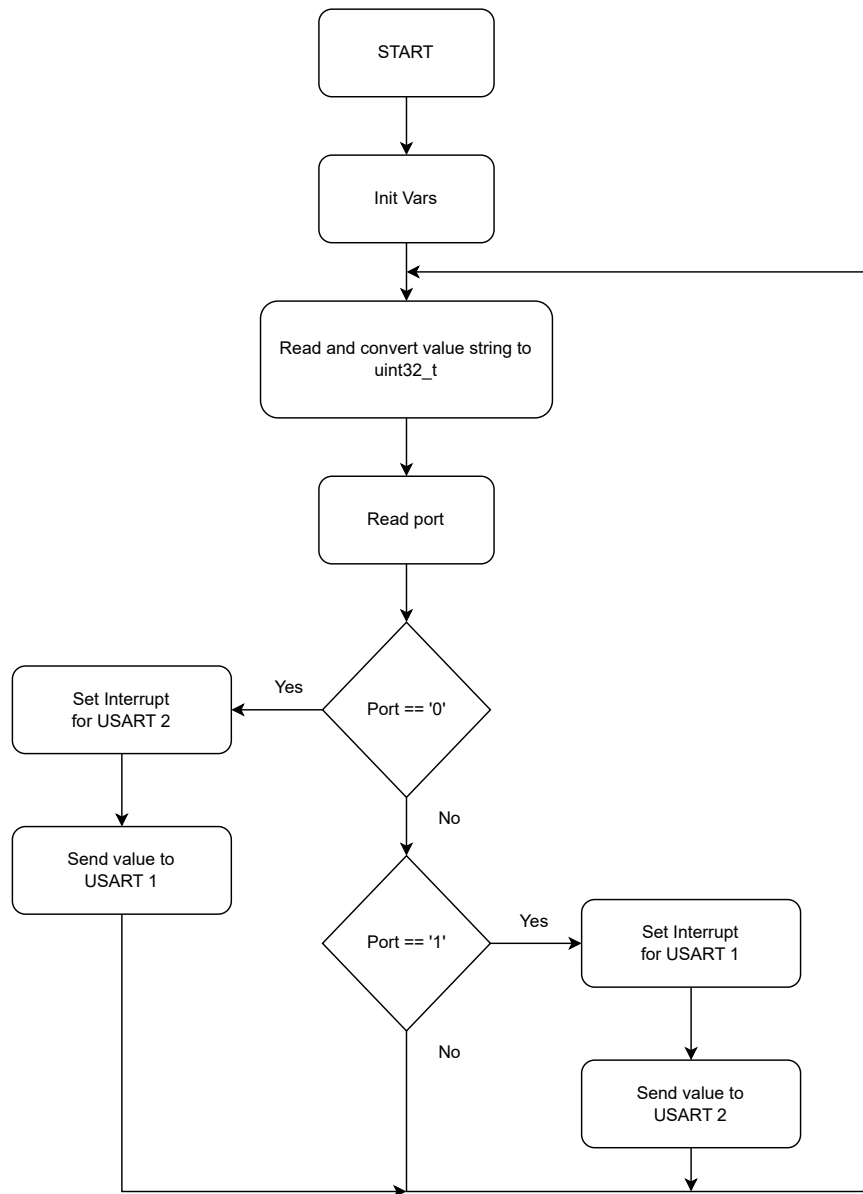 START
Init Vars
Read and convert value string to
uint32_t
Read port
Port == '0'
Yes
Set Interrupt
for USART 2
Send value to
USART 1
No
Port == '1'
Yes
Set Interrupt
for USART 1
Send value to
USART 2
No